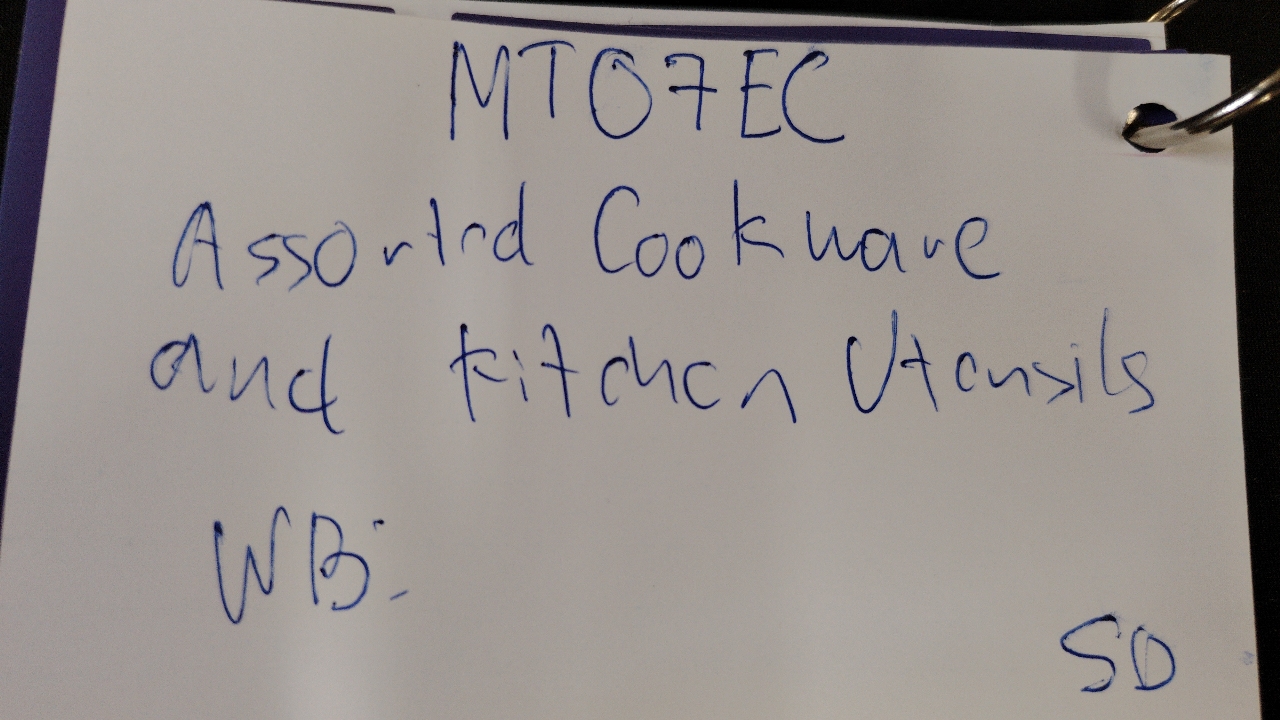 MT07EC
Assorted Cookware
and Kitchen Utensils
WB:
SD